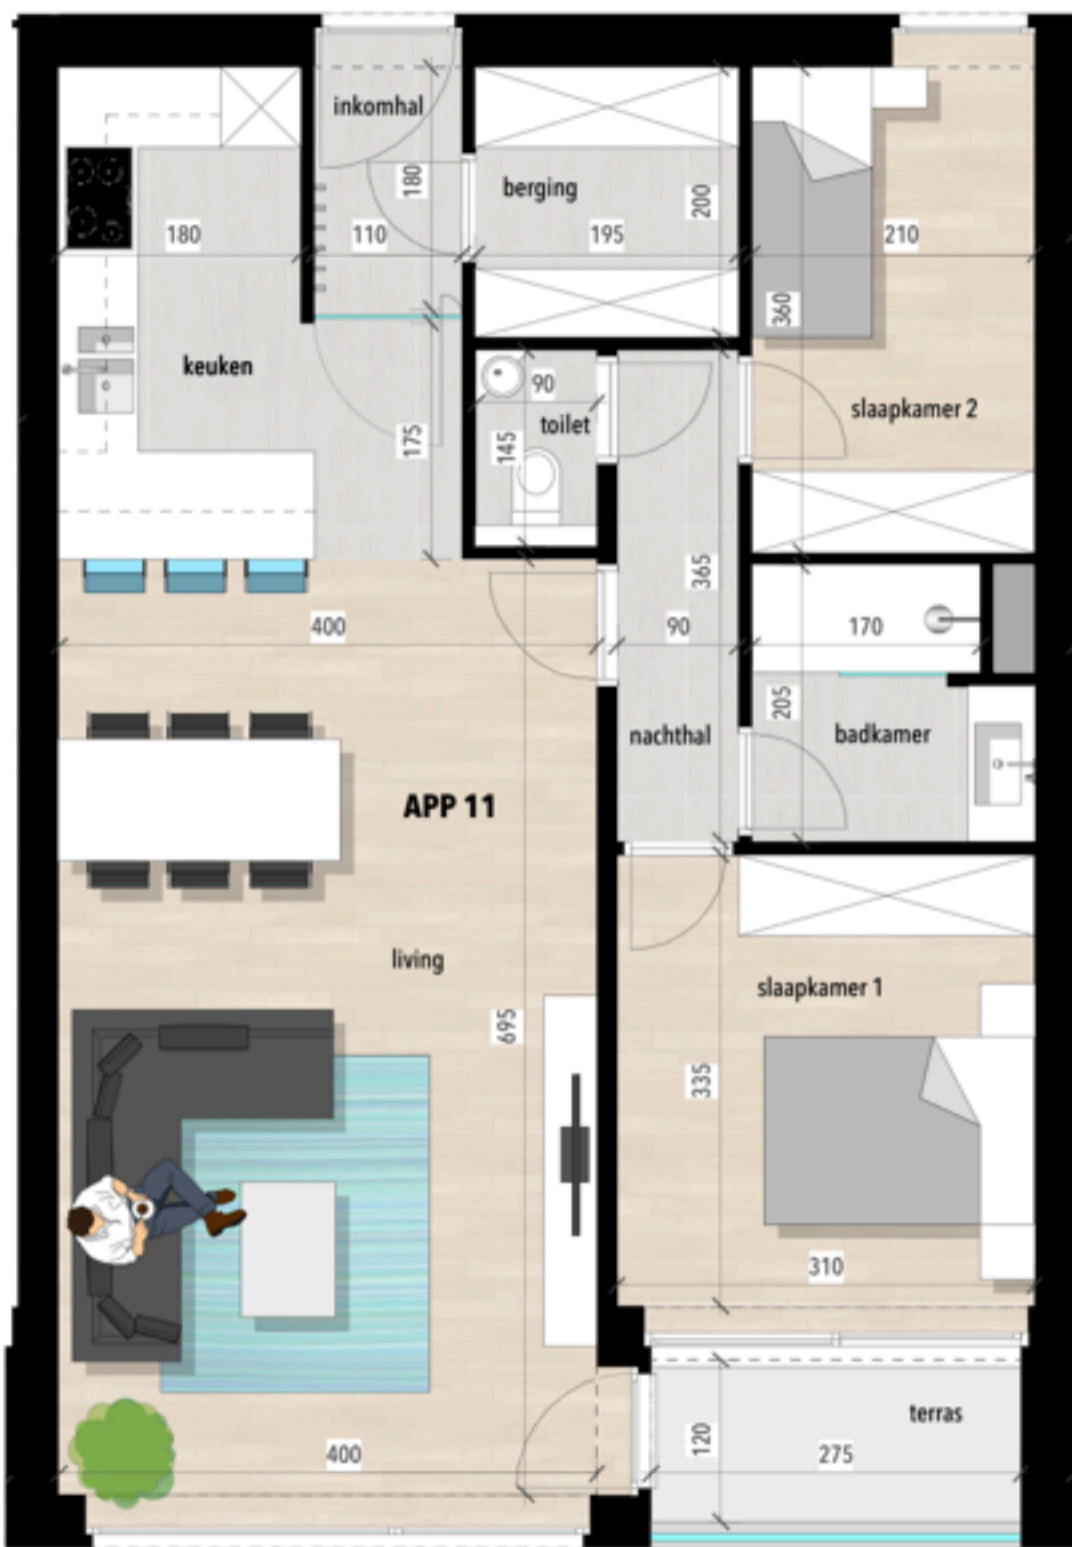 inkomhal
180
berging
200
180
110
195
210
360
keuken
90
toilet
slaapkamer 2
175
145
365
400
90
170
205
nachthal
badkamer
APP 11
living
slaapkamer 1
695
335
310
terras
120
400
275